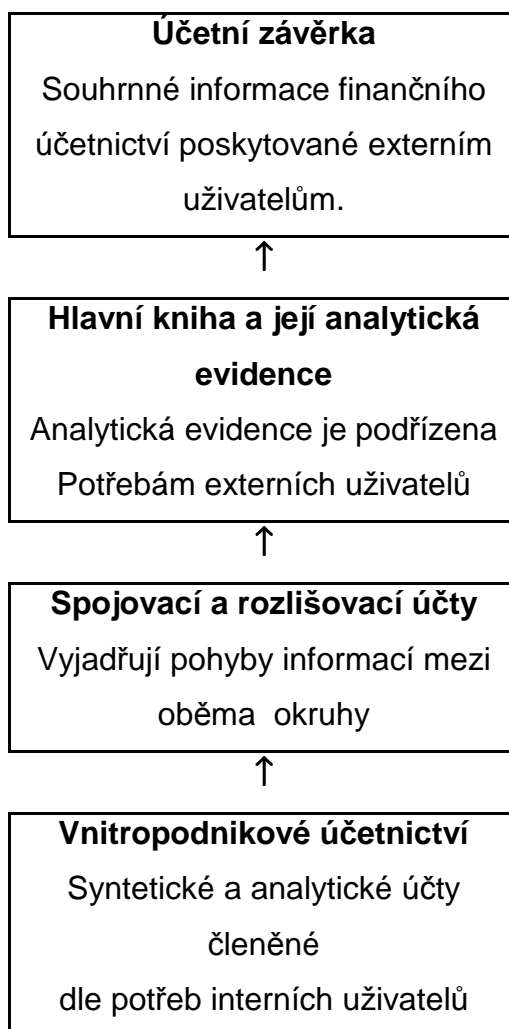 Účetní závěrka
Souhrnné informace finančního
účetnictví poskytované externím
uživatelům.
↑
Hlavní kniha a její analytická
evidence
Analytická evidence je podřízena
Potřebám externích uživatelů
↑
Spojovací a rozlišovací účty
Vyjadřují pohyby informací mezi
oběma okruhy
↑
Vnitropodnikové účetnictví
Syntetické a analytické účty
členěné
dle potřeb interních uživatelů